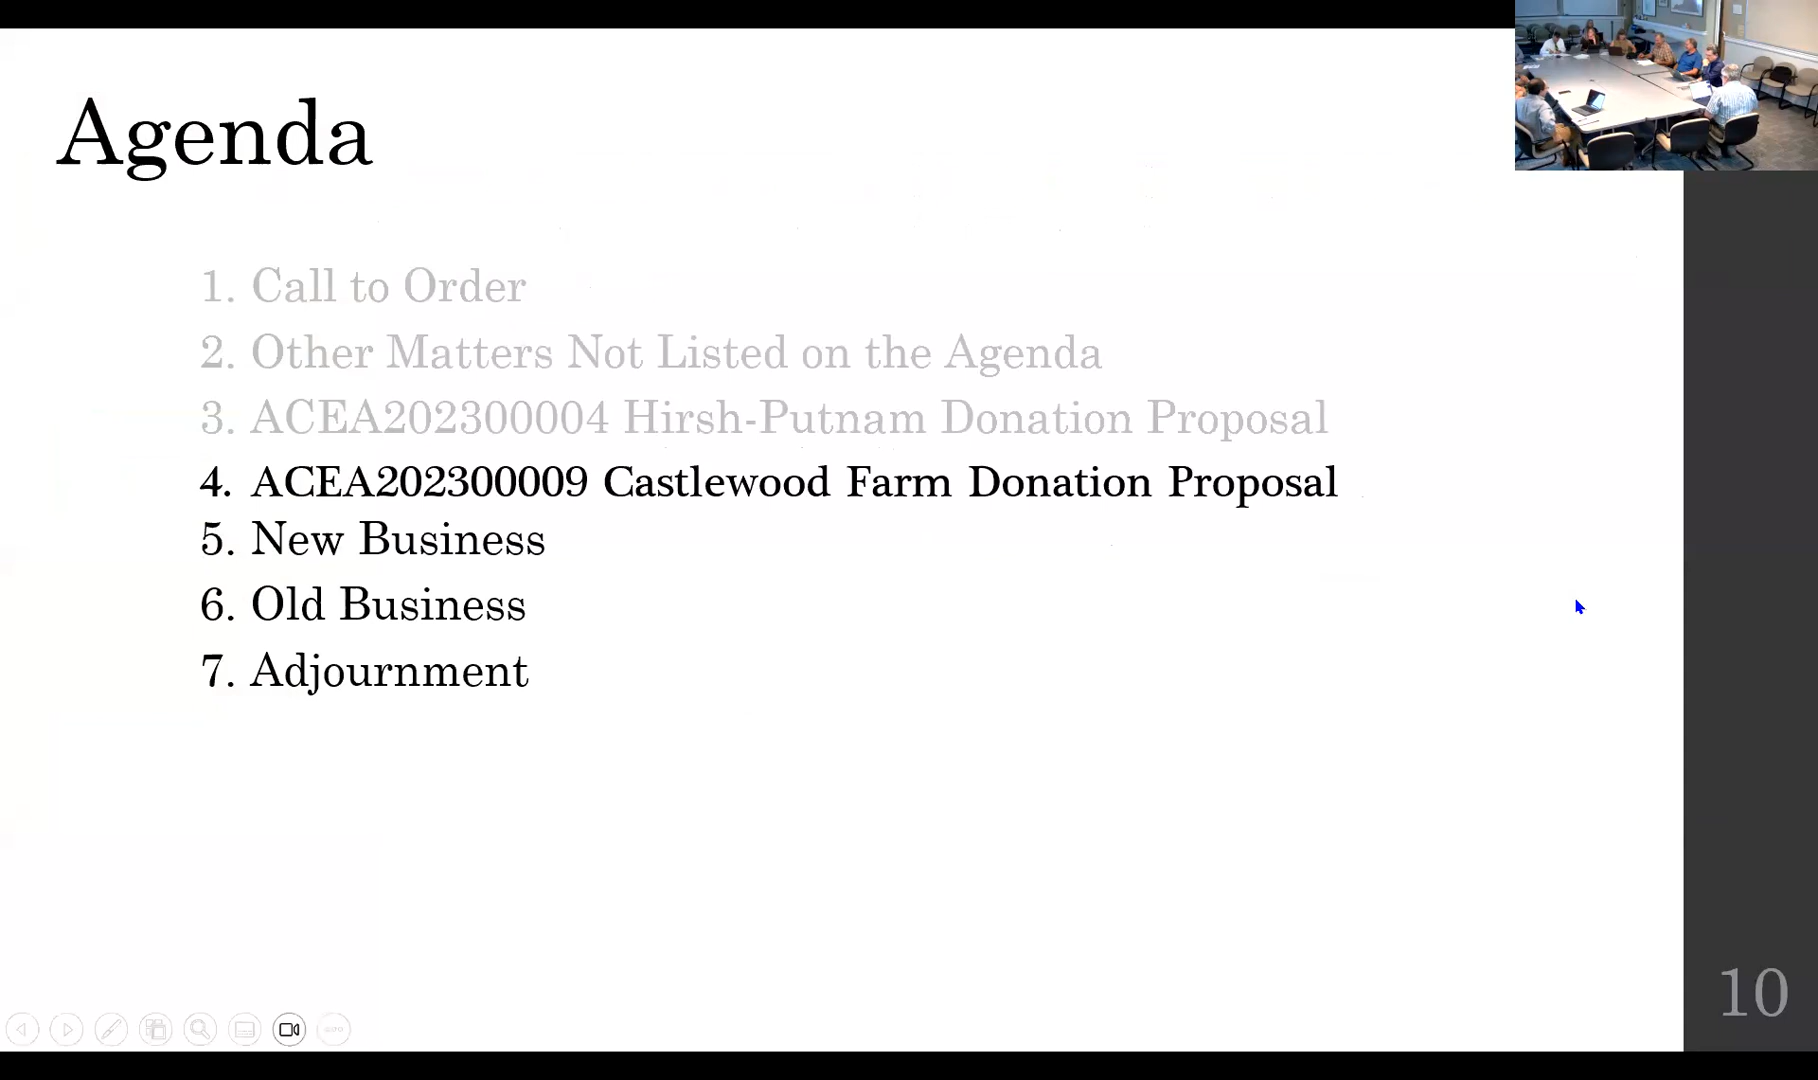 Agenda
1. Call to Order
2. Other Matters Not Listed on the Agenda
3. ACEA202300004 Hirsh-Putnam Donation Proposal
4. ACEA202300009 Castlewood Farm Donation Proposal
5. New Business
6. Old Business
7. Adjournment
10